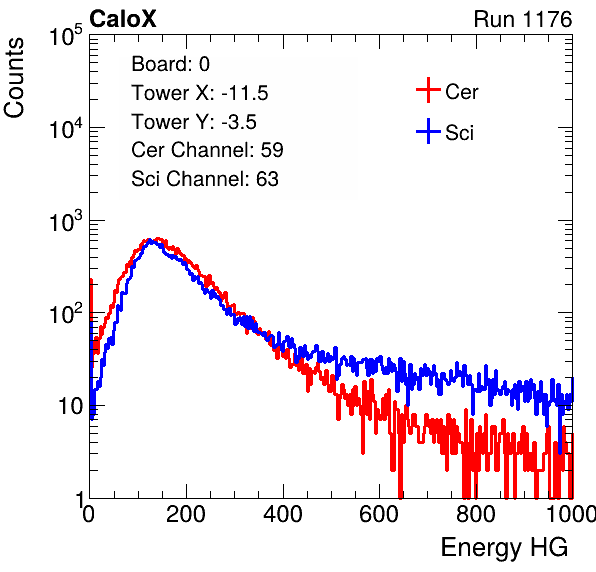 CaloX Run 1176
Counts
10^5
10^4
10^3
10^2
10
1
Board: 0
Tower X: -11.5
Tower Y: -3.5
Cer Channel: 59
Sci Channel: 63
Cer
Sci
0 200 400 600 800 1000
Energy HG